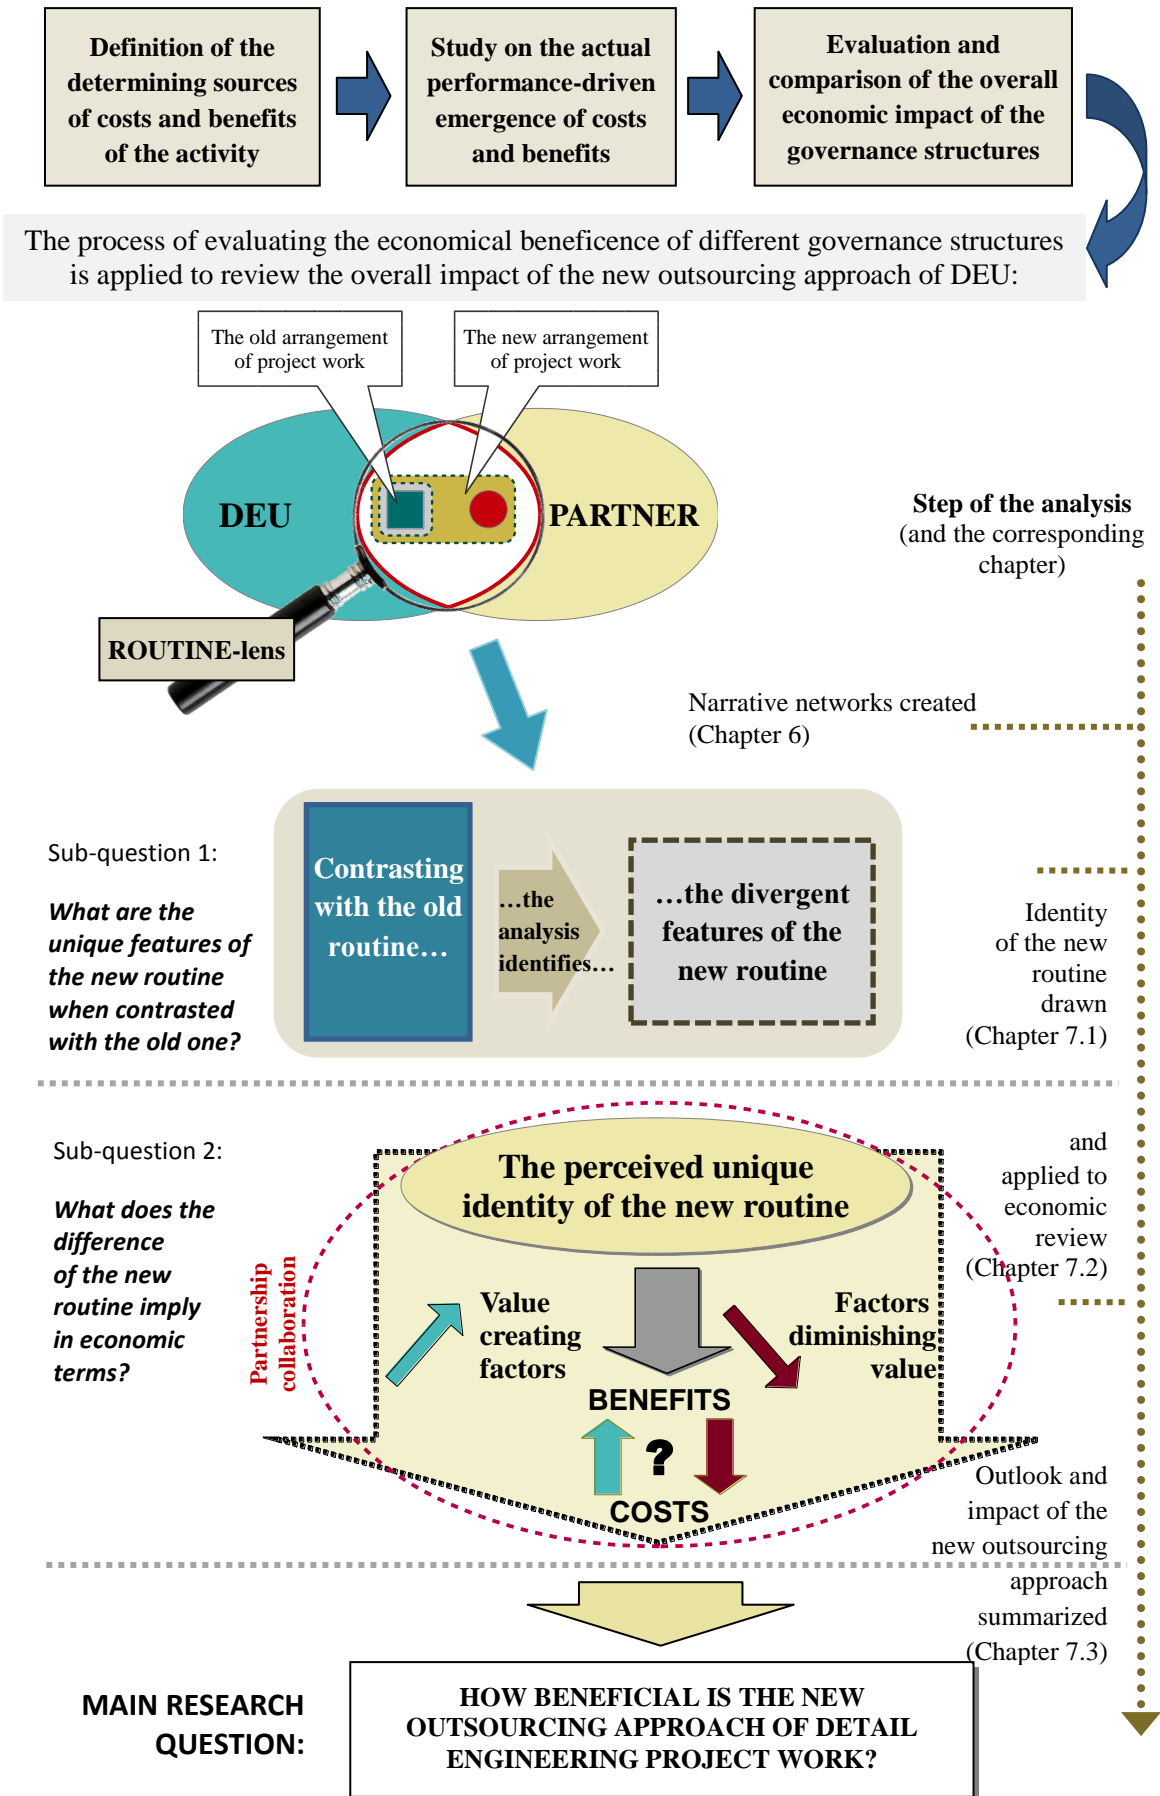 Definition of the
determining sources
of costs and benefits
of the activity
Study on the actual
performance-driven
emergence of costs
and benefits
Evaluation and
comparison of the overall
economic impact of the
governance structures
The process of evaluating the economical beneficence of different governance structures
is applied to review the overall impact of the new outsourcing approach of DEU:
The old arrangement
of project work
The new arrangement
of project work
DEU
PARTNER
ROUTINE-lens
Step of the analysis
(and the corresponding
chapter)
Narrative networks created
(Chapter 6)
Sub-question 1:
What are the
unique features of
the new routine
when contrasted
with the old one?
Contrasting
with the old
routine…
…the
analysis
identifies…
…the divergent
features of the
new routine
Identity
of the new
routine
drawn
(Chapter 7.1)
Sub-question 2:
What does the
difference
of the new
routine imply
in economic
terms?
Partnership
collaboration
The perceived unique
identity of the new routine
Value
creating
factors
Factors
diminishing
value
BENEFITS
?
COSTS
and
applied to
economic
review
(Chapter 7.2)
Outlook and
impact of the
new outsourcing
approach
summarized
(Chapter 7.3)
MAIN RESEARCH
QUESTION:
HOW BENEFICIAL IS THE NEW
OUTSOURCING APPROACH OF DETAIL
ENGINEERING PROJECT WORK?